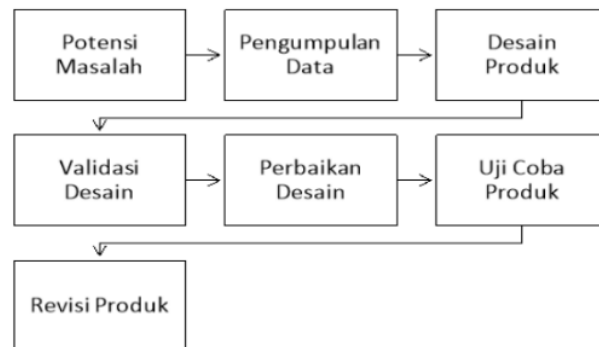 Potensi
Masalah
Pengumpulan
Data
Desain
Produk
Validasi
Desain
Perbaikan
Desain
Uji Coba
Produk
Revisi Produk